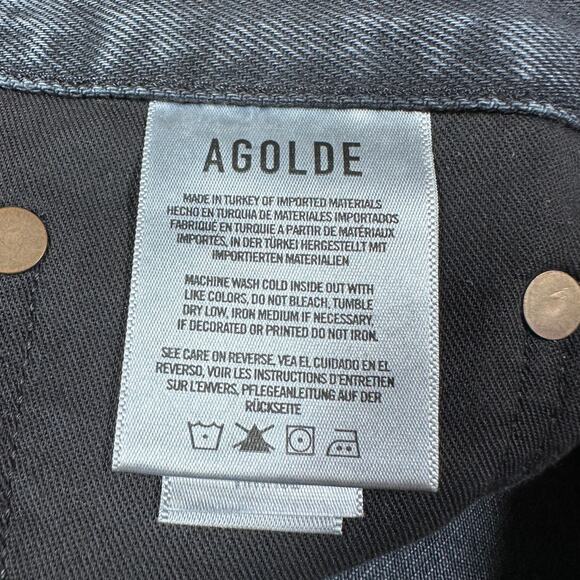 AGOLDE
MADE IN TURKEY OF IMPORTED MATERIALS
HECHO EN TURQUIA DE MATERIALES IMPORTADOS
FABRIQUÉ EN TURQUIE A PARTIR DE MATÉRIAUX
IMPORTES, IN DER TÜRKEI HERGESTELLT MIT
IMPORTIERTEN MATERIALIEN
MACHINE WASH COLD INSIDE OUT WITH
LIKE COLORS, DO NOT BLEACH, TUMBLE
DRY LOW, IRON MEDIUM IF NECESSARY,
IF DECORATED OR PRINTED DO NOT IRON.
SEE CARE ON REVERSE, VEA EL CUIDADO EN EL
REVERSO, VOIR LES INSTRUCTIONS D'ENTRETIEN
SUR L'ENVERS, PFLEGEANLEITUNG AUF DER
RÜCKSEITE